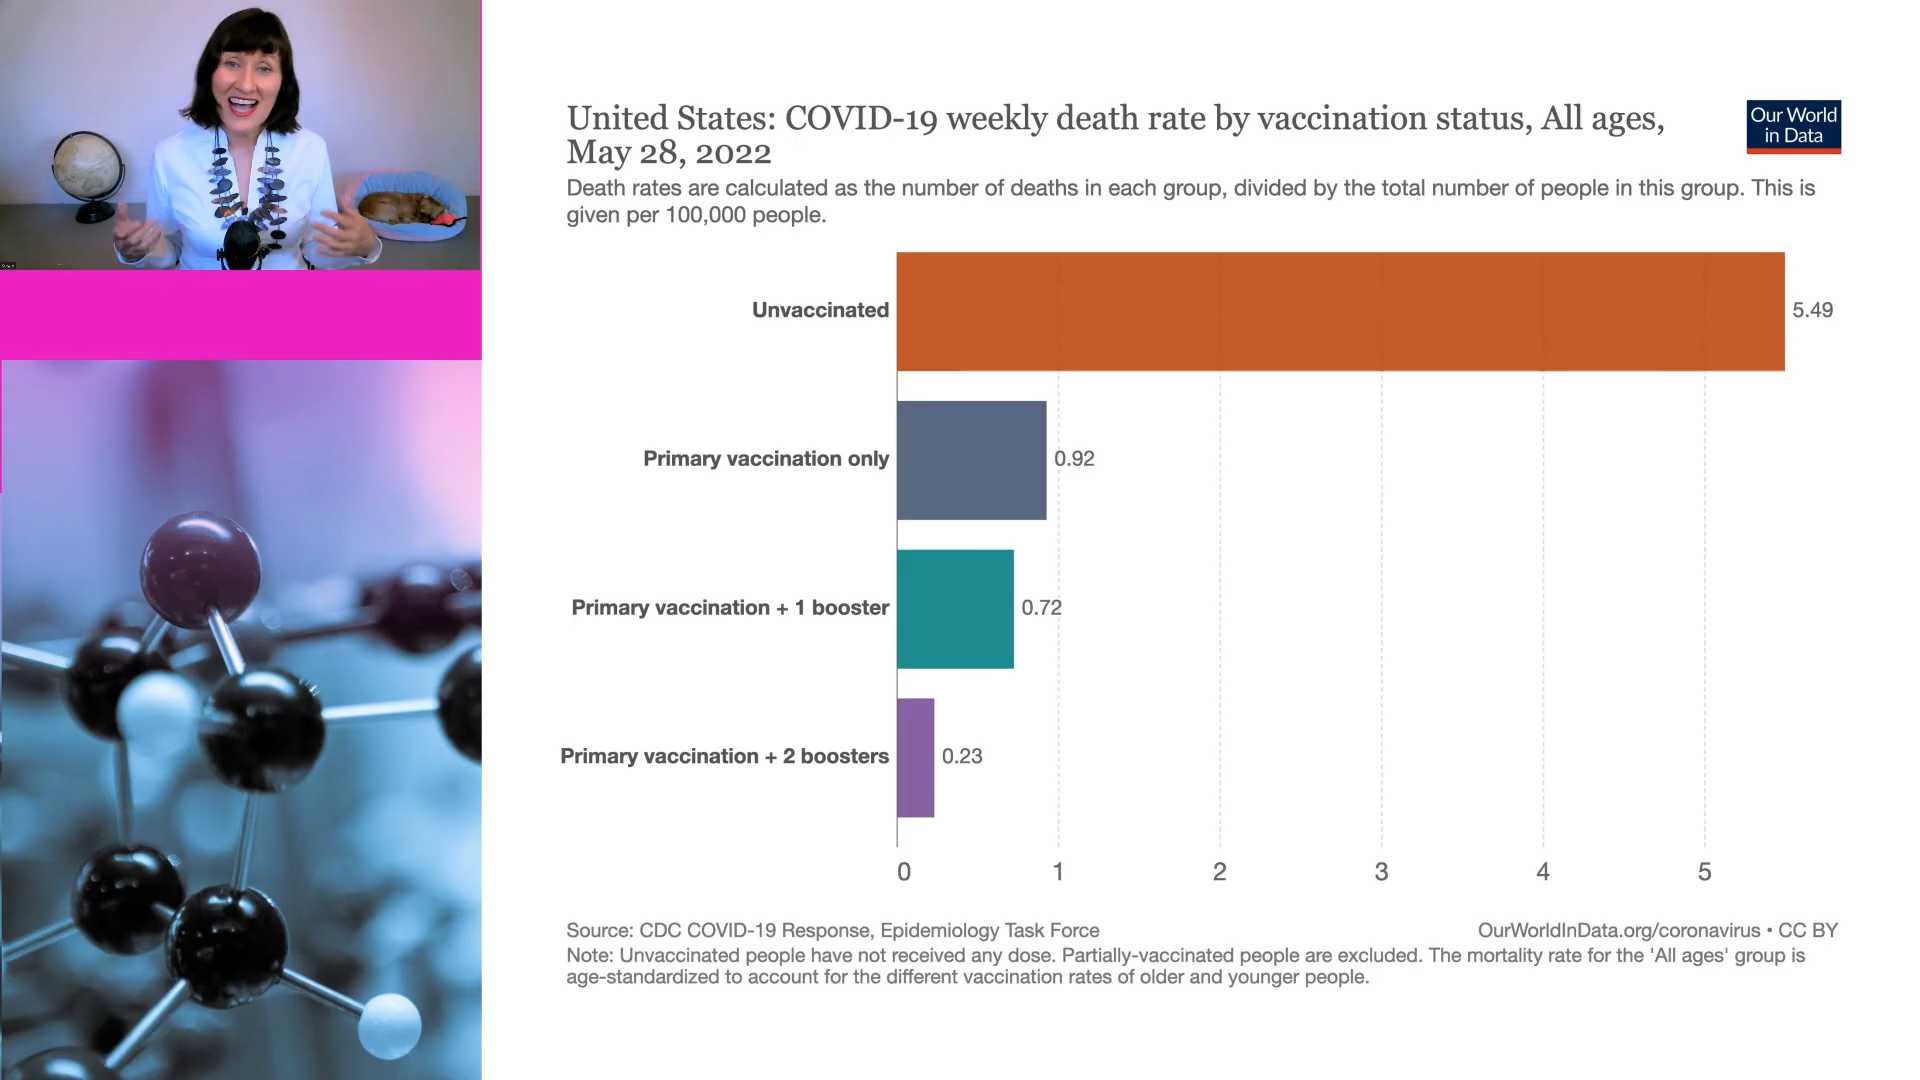 United States: COVID-19 weekly death rate by vaccination status, All ages,
May 28, 2022
Our World
in Data
Death rates are calculated as the number of deaths in each group, divided by the total number of people in this group. This is
given per 100,000 people.
Unvaccinated
5.49
Primary vaccination only
0.92
Primary vaccination + 1 booster
0.72
Primary vaccination + 2 boosters
0.23
0 1 2 3 4 5
Source: CDC COVID-19 Response, Epidemiology Task Force
OurWorldInData.org/coronavirus • CC BY
Note: Unvaccinated people have not received any dose. Partially-vaccinated people are excluded. The mortality rate for the 'All ages' group is
age-standardized to account for the different vaccination rates of older and younger people.